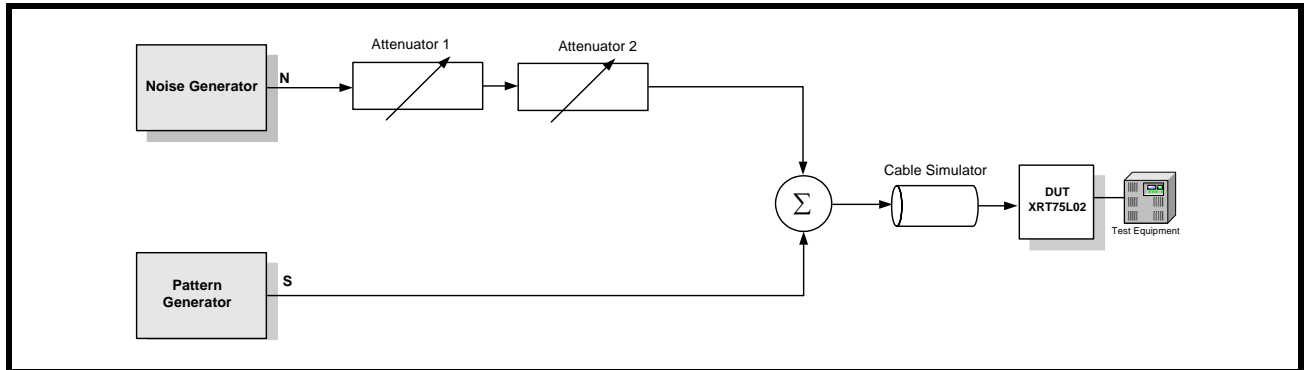 Attenuator 1
Attenuator 2
Noise Generator
N
Cable Simulator
Σ
DUT
XRT75L02
Test Equipment
Pattern
Generator
S